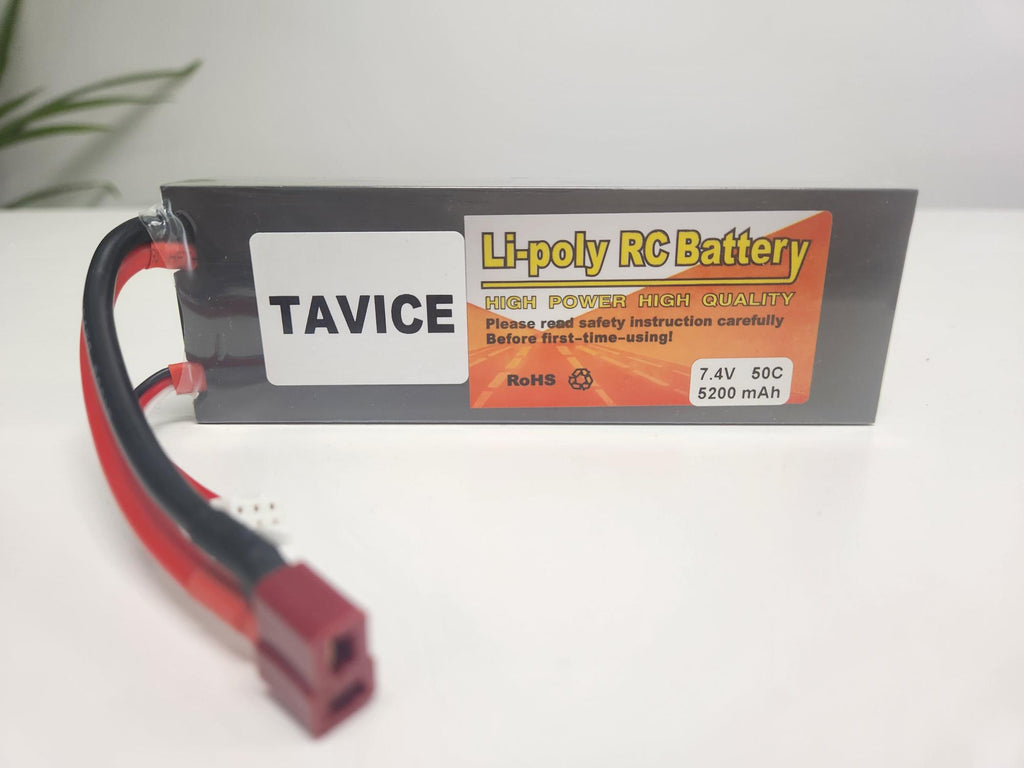 TAVICE
Li-poly RC Battery
HIGH POWER HIGH QUALITY
Please read safety instruction carefully
Before first-time-using!
RoHS
7.4V 50C
5200 mAh